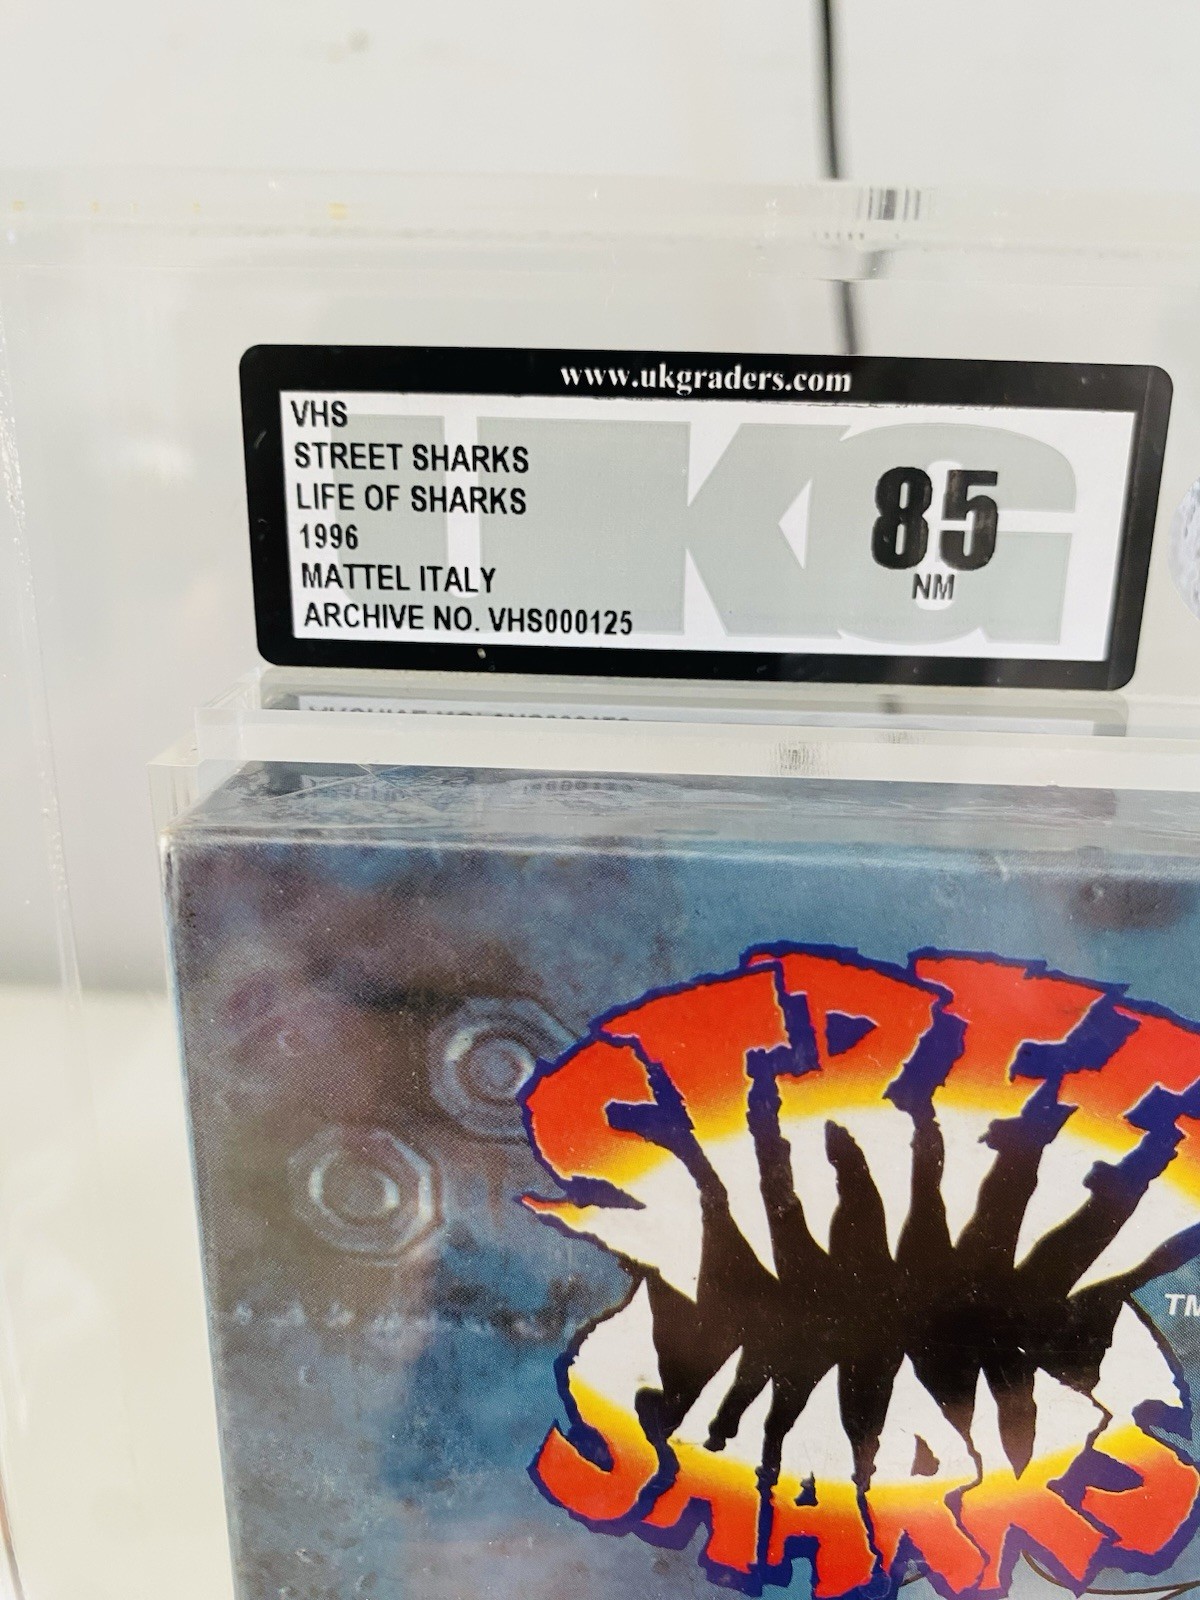 www.ukgraders.com
VHS
STREET SHARKS
LIFE OF SHARKS
1996
MATTEL ITALY
ARCHIVE NO. VHS000125
UKG
85
NM
STREET
TM
SHARKS